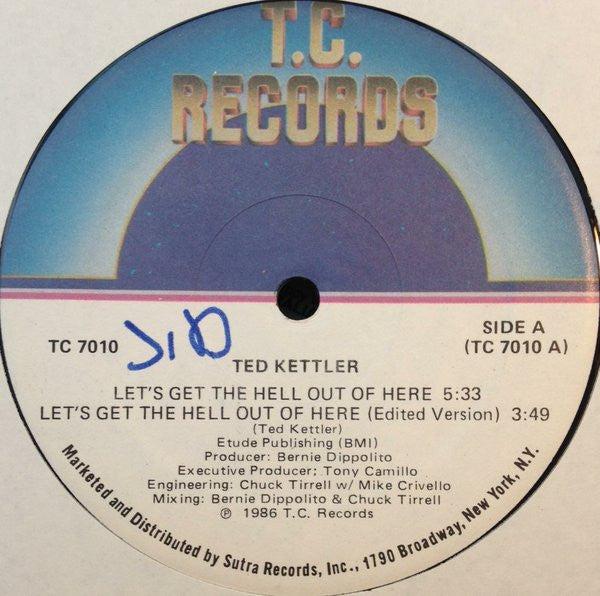 T.C.
RECORDS
TC 7010
SIDE A
(TC 7010 A)
TED KETTLER
LET'S GET THE HELL OUT OF HERE 5:33
LET'S GET THE HELL OUT OF HERE (Edited Version) 3:49
(Ted Kettler)
Etude Publishing (BMI)
Producer: Bernie Dippolito
Executive Producer: Tony Camillo
Engineering: Chuck Tirrell w/ Mike Crivello
Mixing: Bernie Dippolito & Chuck Tirrell
℗ 1986 T.C. Records
Marketed and Distributed by Sutra Records, Inc., 1790 Broadway, New York, N.Y.